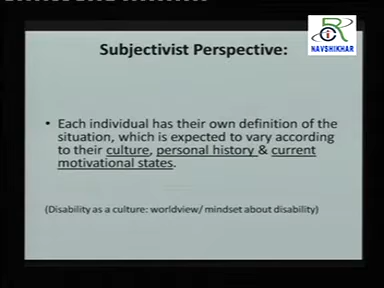 NAVSHIKHAR
Subjectivist Perspective:
• Each individual has their own definition of the
situation, which is expected to vary according
to their culture, personal history & current
motivational states.
(Disability as a culture: worldview/ mindset about disability)